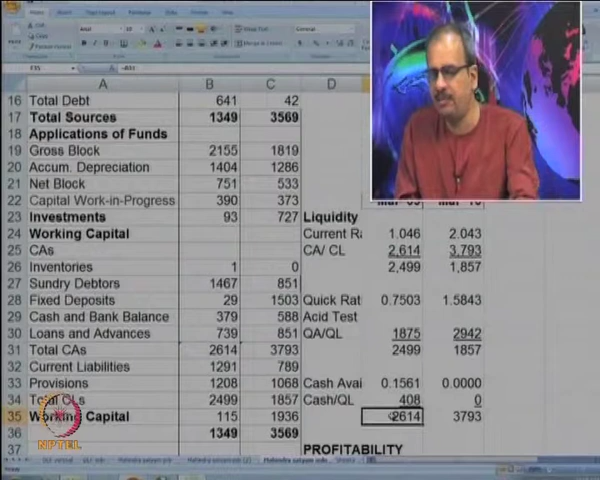 A B C D
16 Total Debt 641 42
17 Total Sources 1349 3569
18 Applications of Funds
19 Gross Block 2155 1819
20 Accum. Depreciation 1404 1286
21 Net Block 751 533
22 Capital Work-in-Progress 390 373
23 Investments 93 727 Liquidity
24 Working Capital Current Ra 1.046 2.043
25 CAs CA/ CL 2,614 3,793
26 Inventories 1 0 2,499 1,857
27 Sundry Debtors 1467 851
28 Fixed Deposits 29 1503 Quick Rat 0.7503 1.5843
29 Cash and Bank Balance 379 588 Acid Test
30 Loans and Advances 739 851 QA/QL 1875 2942
31 Total CAs 2614 3793 2499 1857
32 Current Liabilities 1291 789
33 Provisions 1208 1068 Cash Avai 0.1561 0.0000
34 Total CLs 2499 1857 Cash/QL 408 0
35 Working Capital 115 1936 2614 3793
36 1349 3569
37 PROFITABILITY
NPTEL